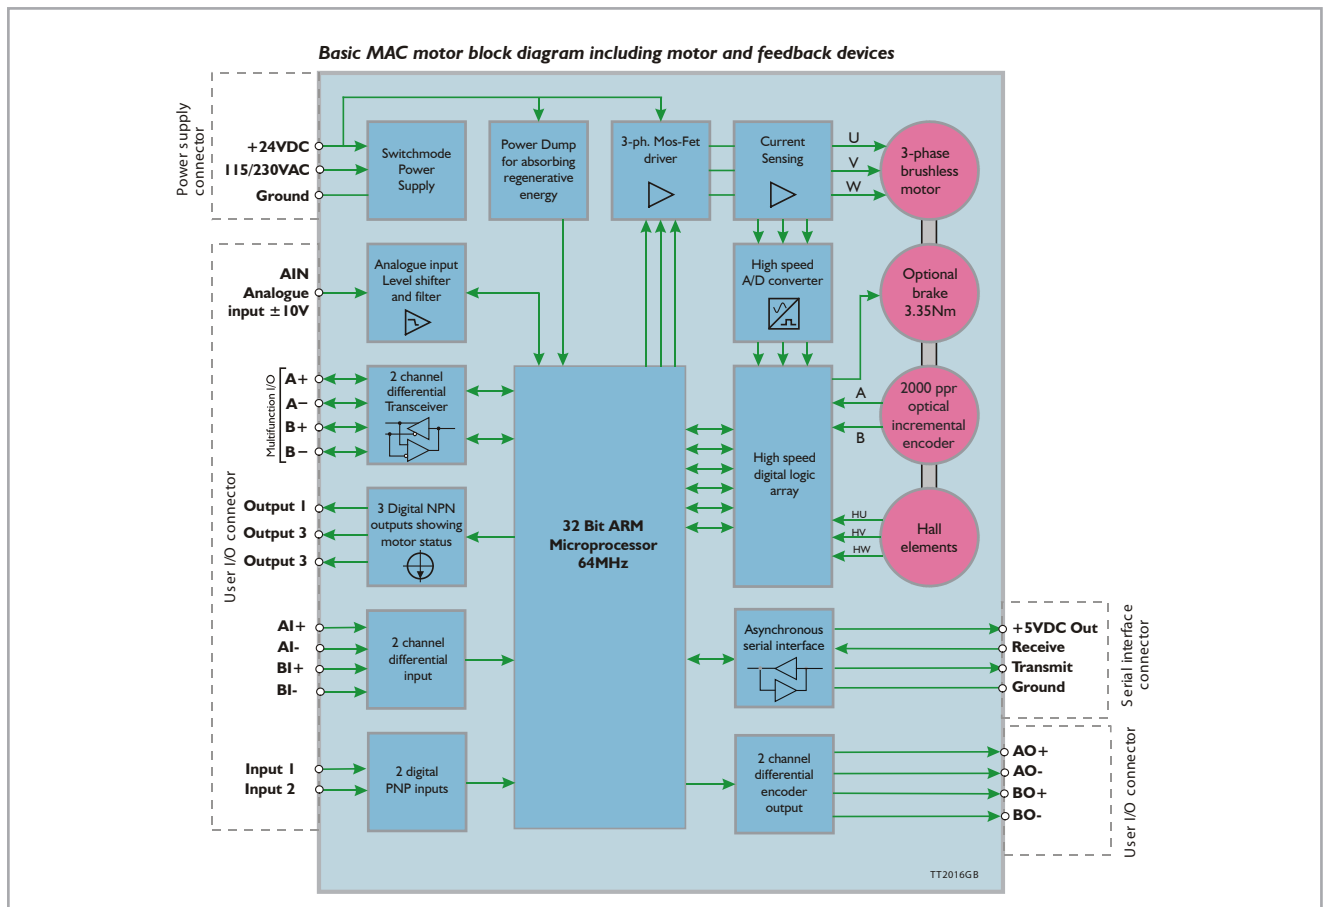 Basic MAC motor block diagram including motor and feedback devices
Power supply
connector
+24VDC
115/230VAC
Ground
Switchmode
Power
Supply
Power Dump
for absorbing
regenerative
energy
3-ph. Mos-Fet
driver
Current
Sensing
U
V
W
3-phase
brushless
motor
AIN
Analogue
input ±10V
Analogue input
Level shifter
and filter
High speed
A/D converter
Optional
brake
3.35Nm
User I/O connector
Multifunction I/O
A+
A−
B+
B−
2 channel
differential
Transceiver
A
B
2000 ppr
optical
incremental
encoder
High speed
digital logic
array
Output 1
Output 3
Output 3
3 Digital NPN
outputs showing
motor status
32 Bit ARM
Microprocessor
64MHz
HU
HV
HW
Hall
elements
AI+
AI-
BI+
BI-
2 channel
differential
input
Asynchronous
serial interface
+5VDC Out
Receive
Transmit
Ground
Serial interface
connector
Input 1
Input 2
2 digital
PNP inputs
2 channel
differential
encoder
output
AO+
AO-
BO+
BO-
User I/O connector
TT2016GB